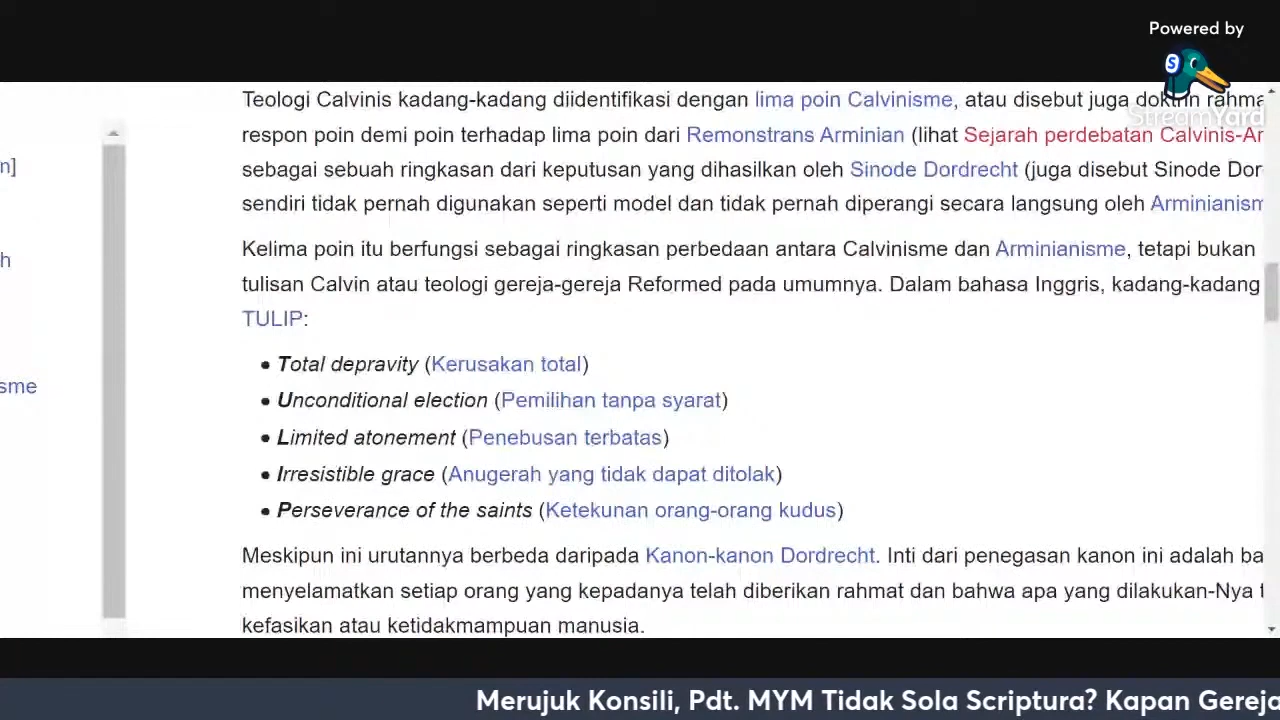 Powered by
StreamYard
Teologi Calvinis kadang-kadang diidentifikasi dengan lima poin Calvinisme, atau disebut juga doktrin rahma
respon poin demi poin terhadap lima poin dari Remonstrans Arminian (lihat Sejarah perdebatan Calvinis-Ar
n]
sebagai sebuah ringkasan dari keputusan yang dihasilkan oleh Sinode Dordrecht (juga disebut Sinode Dor
sendiri tidak pernah digunakan seperti model dan tidak pernah diperangi secara langsung oleh Arminianism
Kelima poin itu berfungsi sebagai ringkasan perbedaan antara Calvinisme dan Arminianisme, tetapi bukan
h
tulisan Calvin atau teologi gereja-gereja Reformed pada umumnya. Dalam bahasa Inggris, kadang-kadang
TULIP:
• Total depravity (Kerusakan total)
sme
• Unconditional election (Pemilihan tanpa syarat)
• Limited atonement (Penebusan terbatas)
• Irresistible grace (Anugerah yang tidak dapat ditolak)
• Perseverance of the saints (Ketekunan orang-orang kudus)
Meskipun ini urutannya berbeda daripada Kanon-kanon Dordrecht. Inti dari penegasan kanon ini adalah ba
menyelamatkan setiap orang yang kepadanya telah diberikan rahmat dan bahwa apa yang dilakukan-Nya t
kefasikan atau ketidakmampuan manusia.
Merujuk Konsili, Pdt. MYM Tidak Sola Scriptura? Kapan Gereja